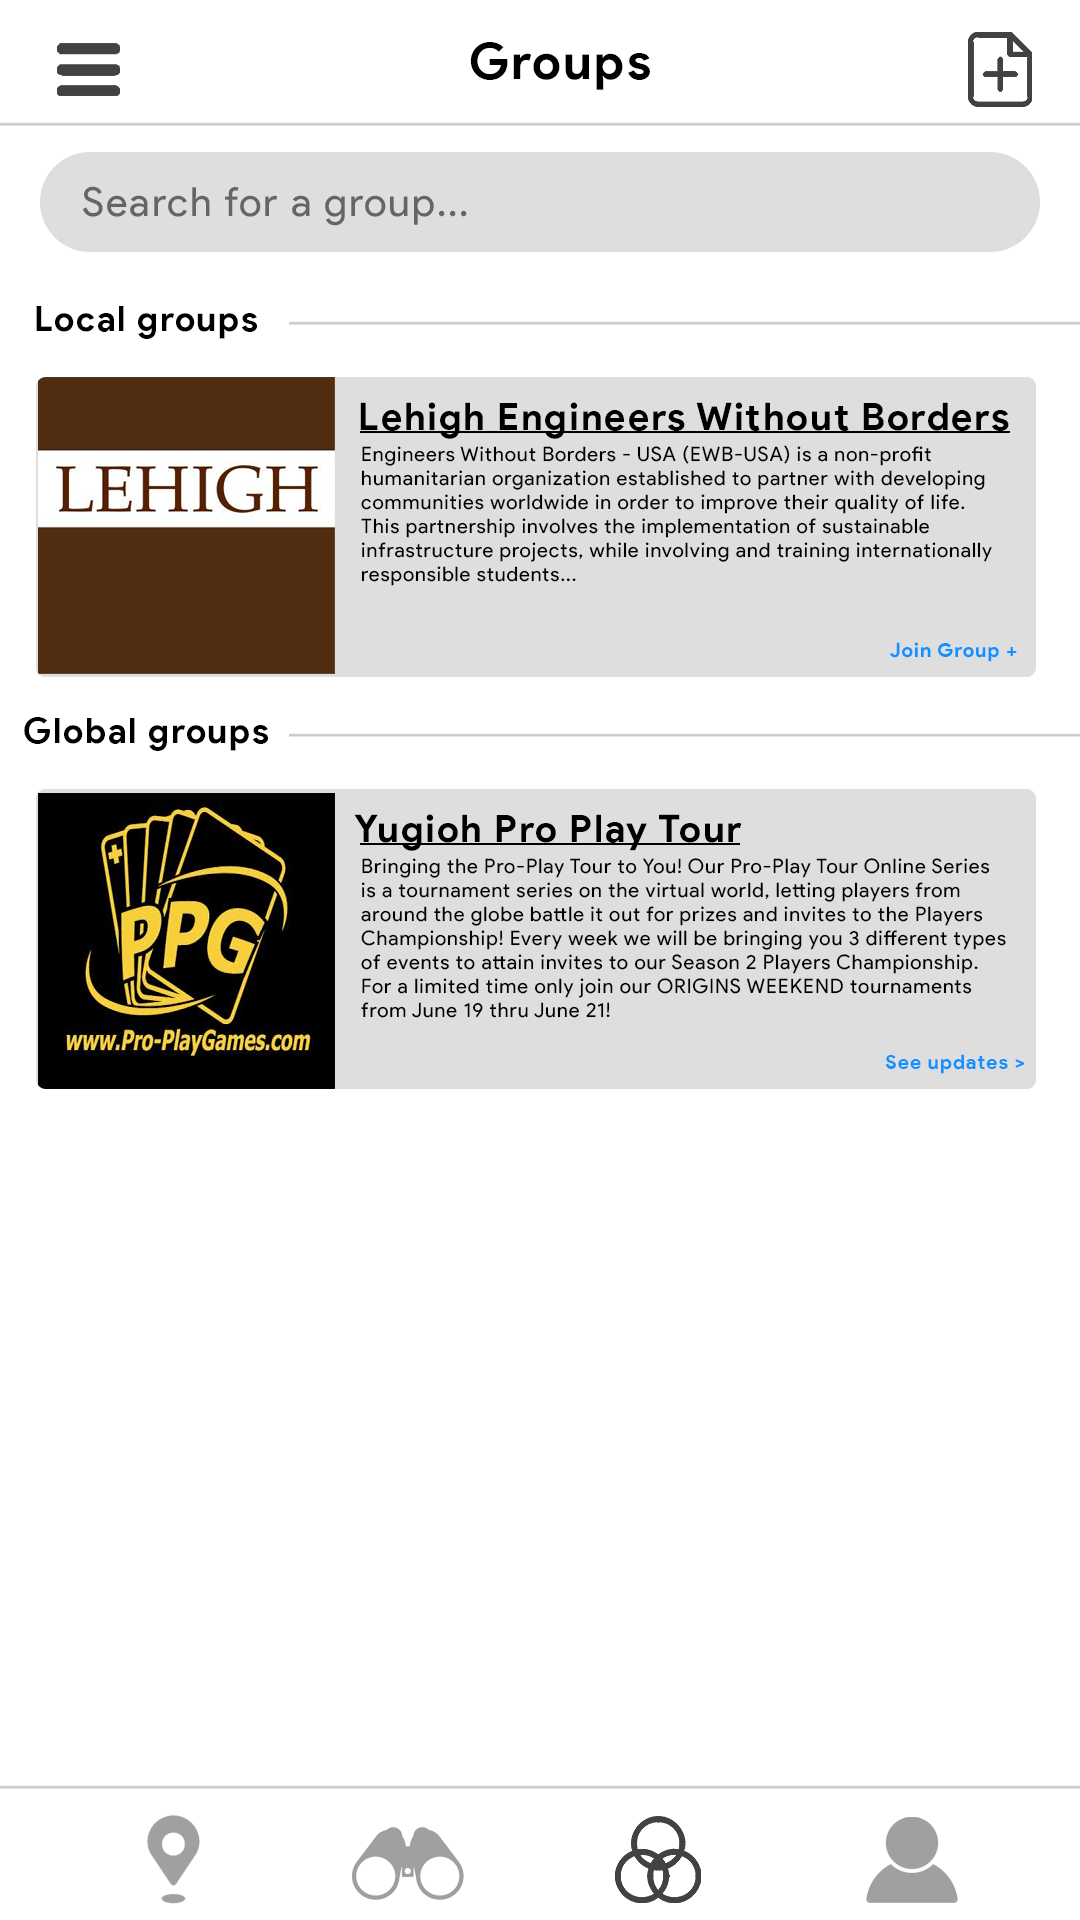 Groups
Search for a group...
Local groups
LEHIGH
Lehigh Engineers Without Borders
Engineers Without Borders - USA (EWB-USA) is a non-profit
humanitarian organization established to partner with developing
communities worldwide in order to improve their quality of life.
This partnership involves the implementation of sustainable
infrastructure projects, while involving and training internationally
responsible students...
Join Group +
Global groups
PPG
www.Pro-PlayGames.com
Yugioh Pro Play Tour
Bringing the Pro-Play Tour to You! Our Pro-Play Tour Online Series
is a tournament series on the virtual world, letting players from
around the globe battle it out for prizes and invites to the Players
Championship! Every week we will be bringing you 3 different types
of events to attain invites to our Season 2 Players Championship.
For a limited time only join our ORIGINS WEEKEND tournaments
from June 19 thru June 21!
See updates >